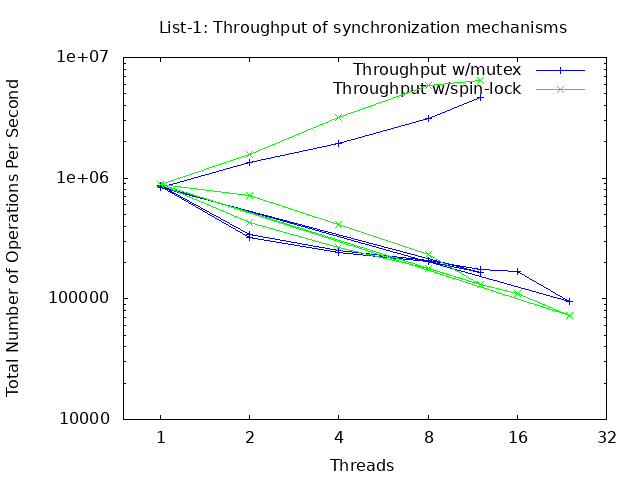 List-1: Throughput of synchronization mechanisms
Total Number of Operations Per Second
1e+07
1e+06
100000
10000
Throughput w/mutex
Throughput w/spin-lock
1 2 4 8 16 32
Threads